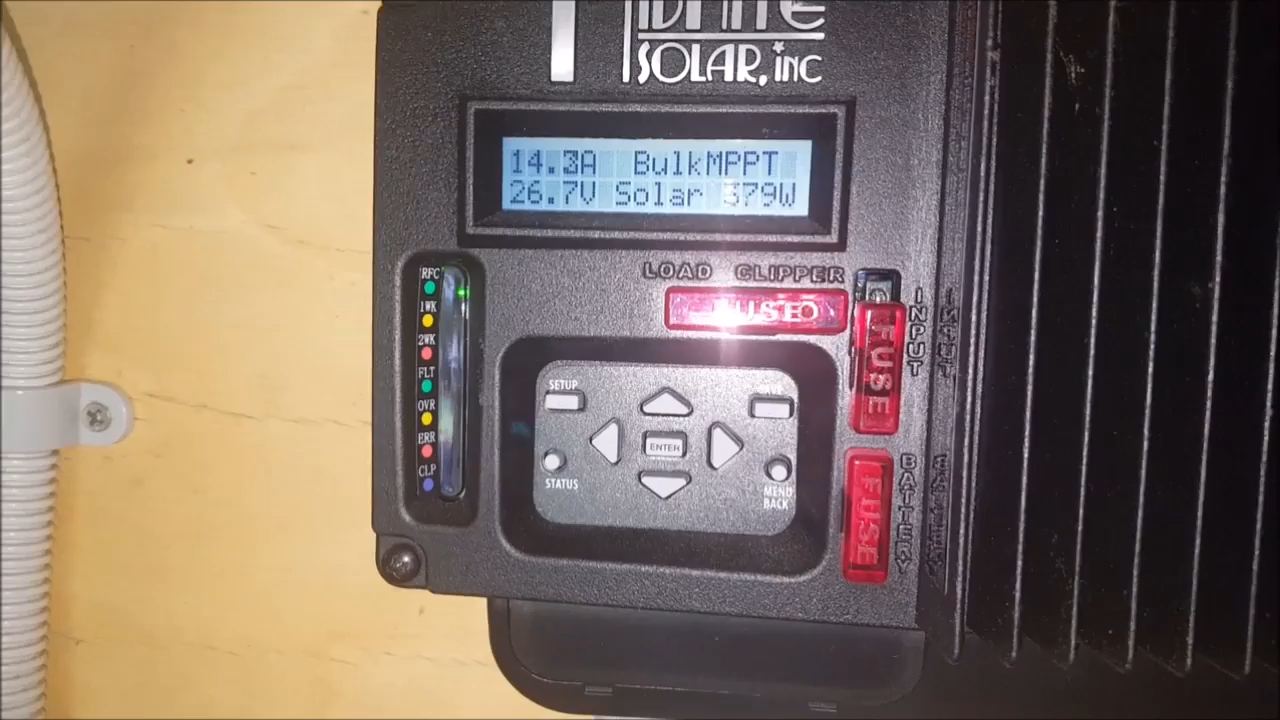 SOLAR, INC
14.3A BulkMPPT
26.7V Solar 379W
LOAD CLIPPER
FUSE
INPUT
FUSE
BATTERY
FUSE
RFC
1WK
2WK
FLT
OVR
ERR
CLP
SETUP
ENTER
STATUS
MENU
BACK